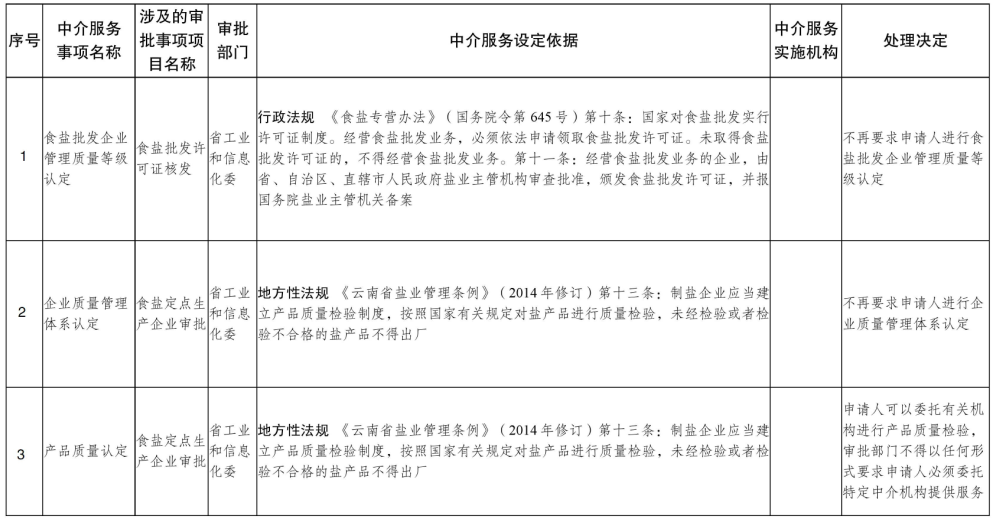 序号
中介服务
事项名称
涉及的审
批事项项
目名称
审批
部门
中介服务设定依据
中介服务
实施机构
处理决定
1
食盐批发企业
管理质量等级
认定
食盐批发许
可证核发
省工业
和信息
化委
行政法规 《食盐专营办法》（国务院令第 645 号）第十条：国家对食盐批发实行
许可证制度。经营食盐批发业务，必须依法申请领取食盐批发许可证。未取得食盐
批发许可证的，不得经营食盐批发业务。第十一条：经营食盐批发业务的企业，由
省、自治区、直辖市人民政府盐业主管机构审查批准，颁发食盐批发许可证，并报
国务院盐业主管机关备案
不再要求申请人进行食
盐批发企业管理质量等
级认定
2
企业质量管理
体系认定
食盐定点生
产企业审批
省工业
和信息
化委
地方性法规 《云南省盐业管理条例》（2014 年修订）第十三条：制盐企业应当建
立产品质量检验制度，按照国家有关规定对盐产品进行质量检验，未经检验或者检
验不合格的盐产品不得出厂
不再要求申请人进行企
业质量管理体系认定
3
产品质量认定
食盐定点生
产企业审批
省工业
和信息
化委
地方性法规 《云南省盐业管理条例》（2014 年修订）第十三条：制盐企业应当建
立产品质量检验制度，按照国家有关规定对盐产品进行质量检验，未经检验或者检
验不合格的盐产品不得出厂
申请人可以委托有关机
构进行产品质量检验，
审批部门不得以任何形
式要求申请人必须委托
特定中介机构提供服务